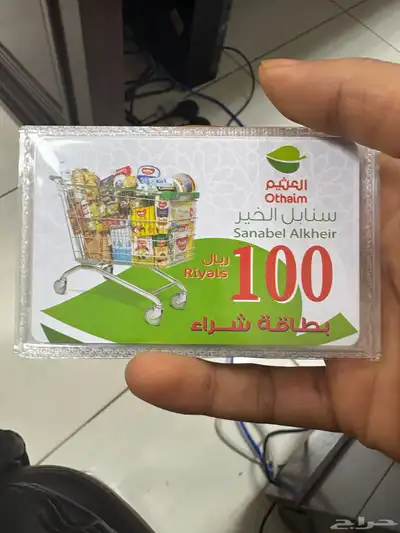 العثيم
Othaim
سنابل الخير
Sanabel Alkheir
ريال
Riyals
100
بطاقة شراء
حراج